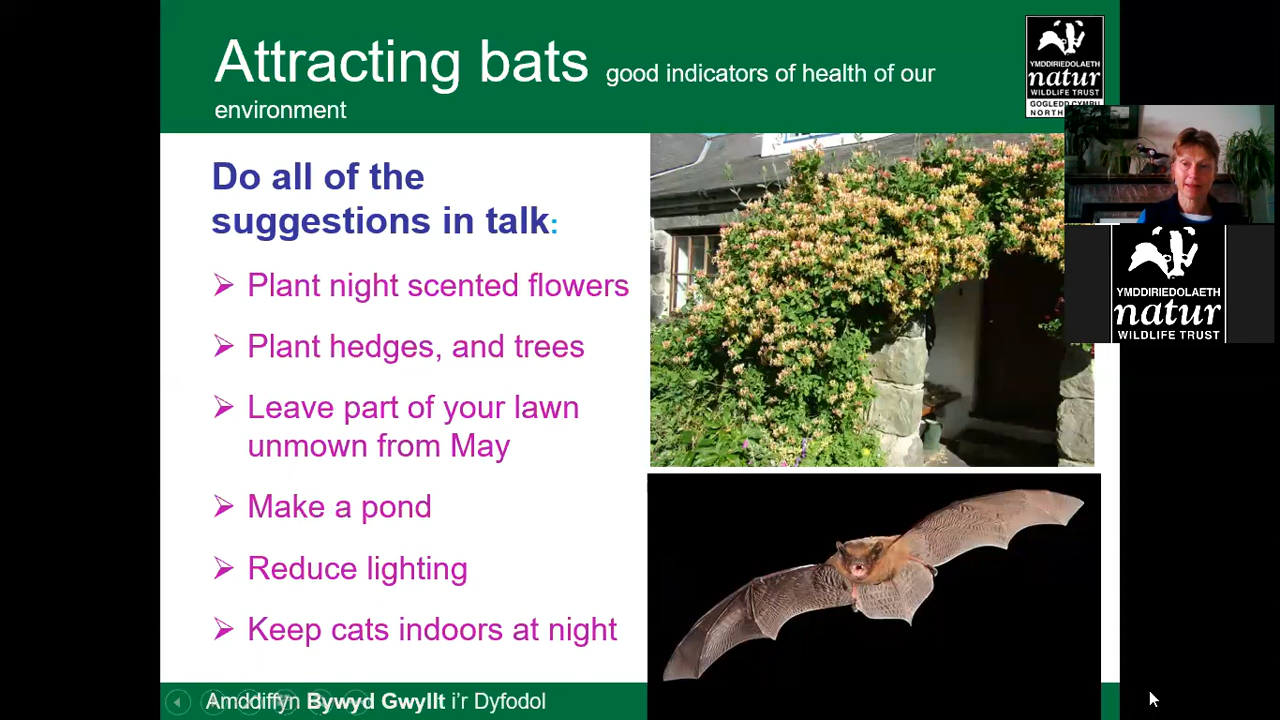 Attracting bats good indicators of health of our
environment
YMDDIRIEDOLAETH
natur
WILDLIFE TRUST
GOGLEDD CYMRU
NORTH
Do all of the
suggestions in talk:
Plant night scented flowers
Plant hedges, and trees
Leave part of your lawn
unmown from May
Make a pond
Reduce lighting
Keep cats indoors at night
YMDDIRIEDOLAETH
natur
WILDLIFE TRUST
Amddiffyn Bywyd Gwyllt i'r Dyfodol